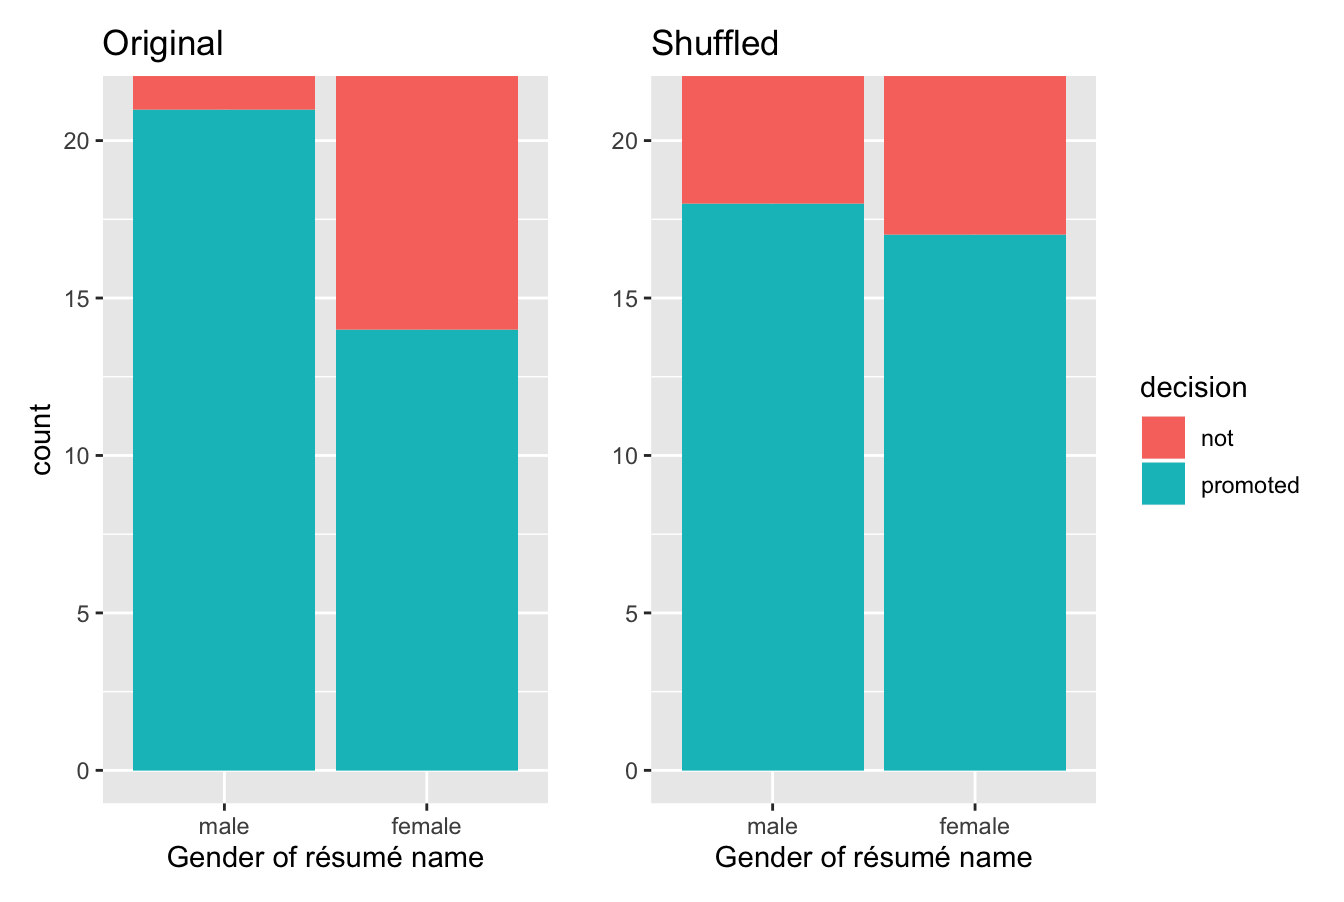 Original
20
15
10
5
0
count
male female
Gender of résumé name
Shuffled
20
15
10
5
0
male female
Gender of résumé name
decision
not
promoted